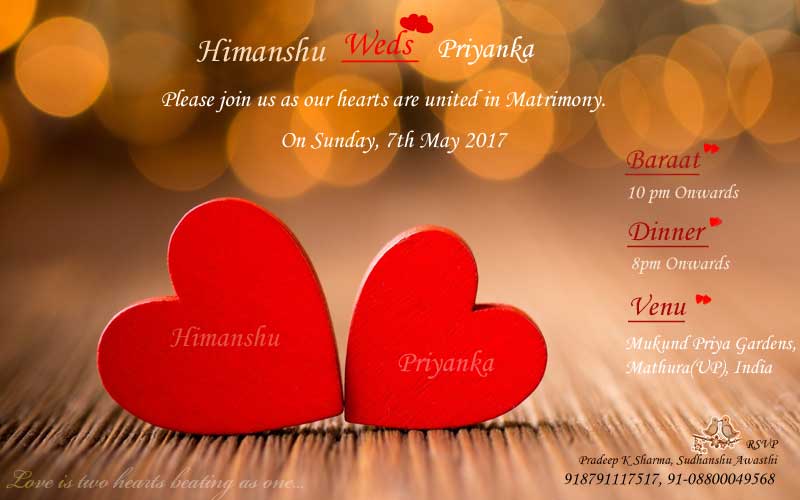 Himanshu Weds Priyanka
Please join us as our hearts are united in Matrimony.
On Sunday, 7th May 2017
Baraat
10 pm Onwards
Dinner
8pm Onwards
Venu
Mukund Priya Gardens,
Mathura(UP), India
Himanshu
Priyanka
RSVP
Pradeep K Sharma, Sudhanshu Awasthi
918791117517, 91-08800049568
Love is two hearts beating as one...